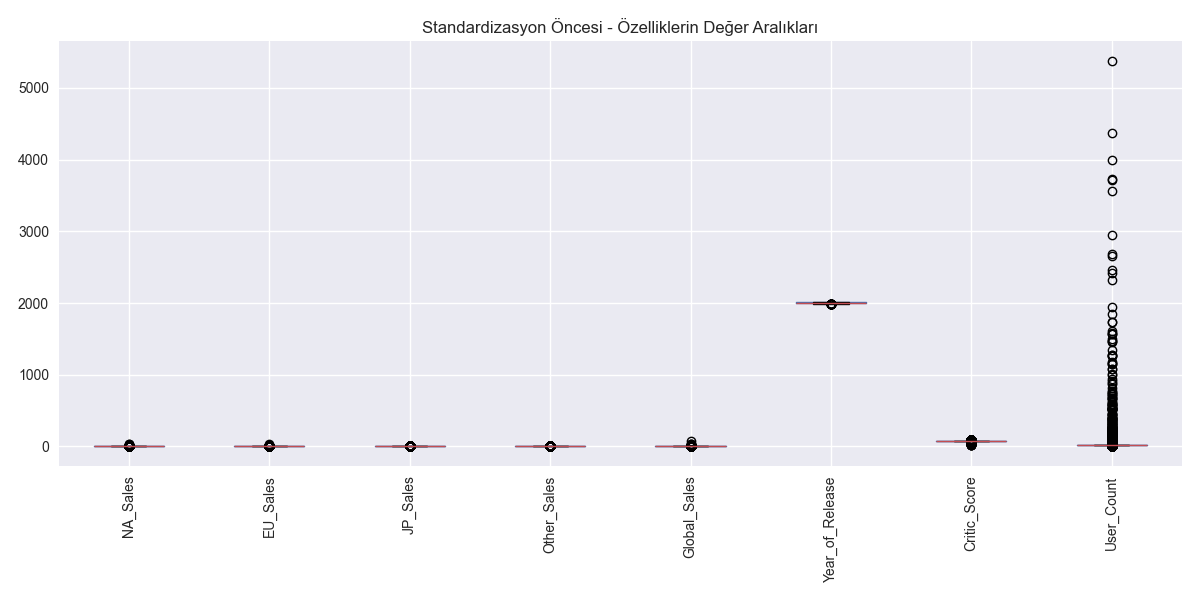 Standardizasyon Öncesi - Özelliklerin Değer Aralıkları
5000
4000
3000
2000
1000
0
NA_Sales
EU_Sales
JP_Sales
Other_Sales
Global_Sales
Year_of_Release
Critic_Score
User_Count